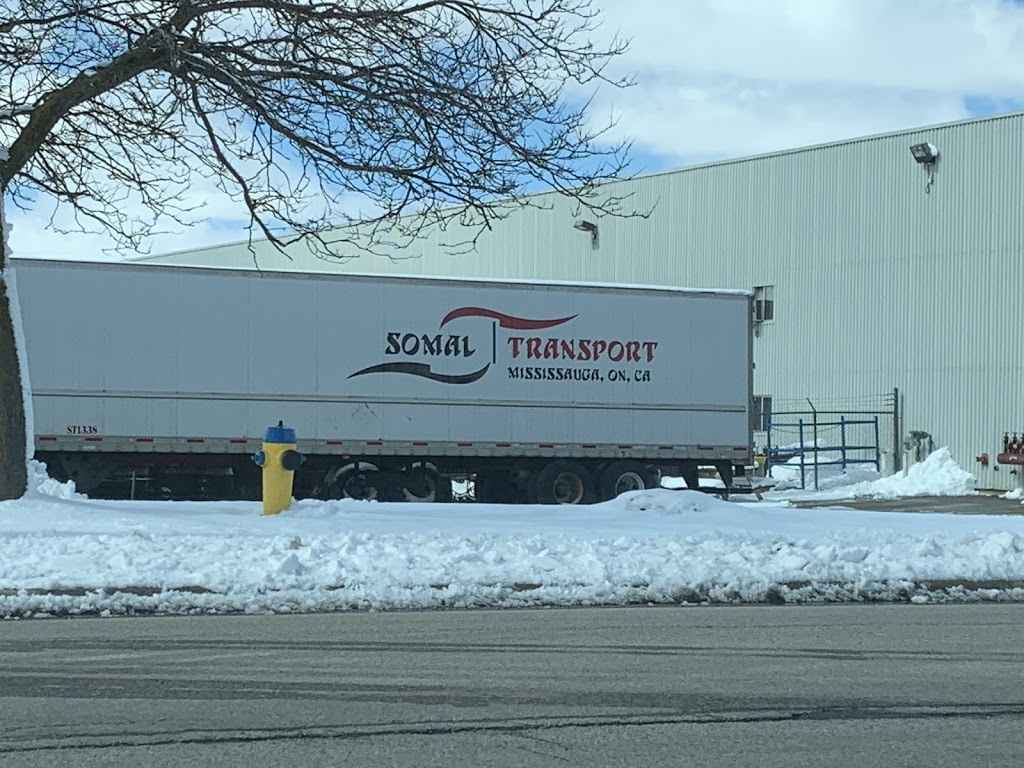 SOMAL TRANSPORT
MISSISSAUGA, ON, CA
ST1338